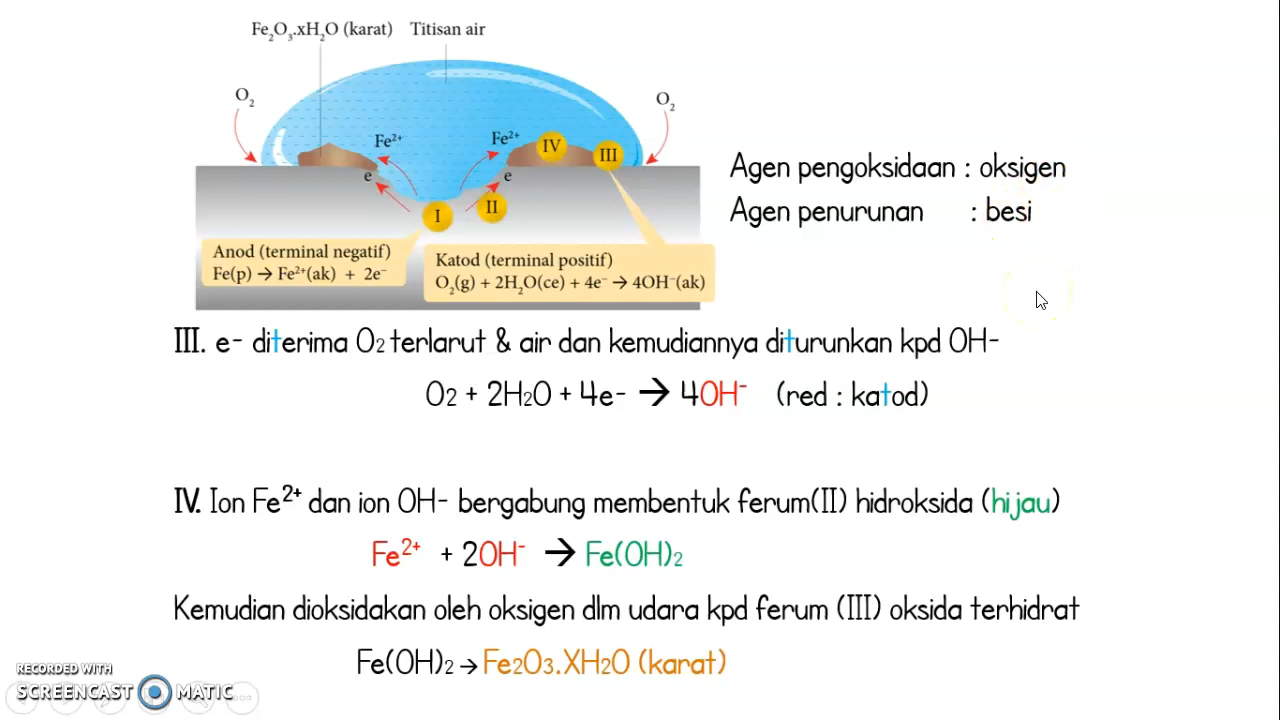 Fe₂O₃.xH₂O (karat) Titisan air
O₂
O₂
Fe²⁺
Fe²⁺
IV
III
e
e
I
II
Agen pengoksidaan : oksigen
Agen penurunan : besi
Anod (terminal negatif)
Fe(p) → Fe²⁺(ak) + 2e⁻
Katod (terminal positif)
O₂(g) + 2H₂O(ce) + 4e⁻ → 4OH⁻(ak)
III. e- diterima O₂ terlarut & air dan kemudiannya diturunkan kpd OH-
O₂ + 2H₂O + 4e- → 4OH⁻ (red : katod)
IV. Ion Fe²⁺ dan ion OH- bergabung membentuk ferum(II) hidroksida (hijau)
Fe²⁺ + 2OH⁻ → Fe(OH)₂
Kemudian dioksidakan oleh oksigen dlm udara kpd ferum (III) oksida terhidrat
Fe(OH)₂ → Fe₂O₃.XH₂O (karat)
RECORDED WITH
SCREENCAST MATIC